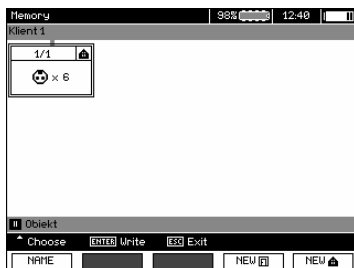 Memory 98% 12:40
Klient 1
1/1
× 6
Obiekt
Choose ENTER Write ESC Exit
NAME NEW NEW